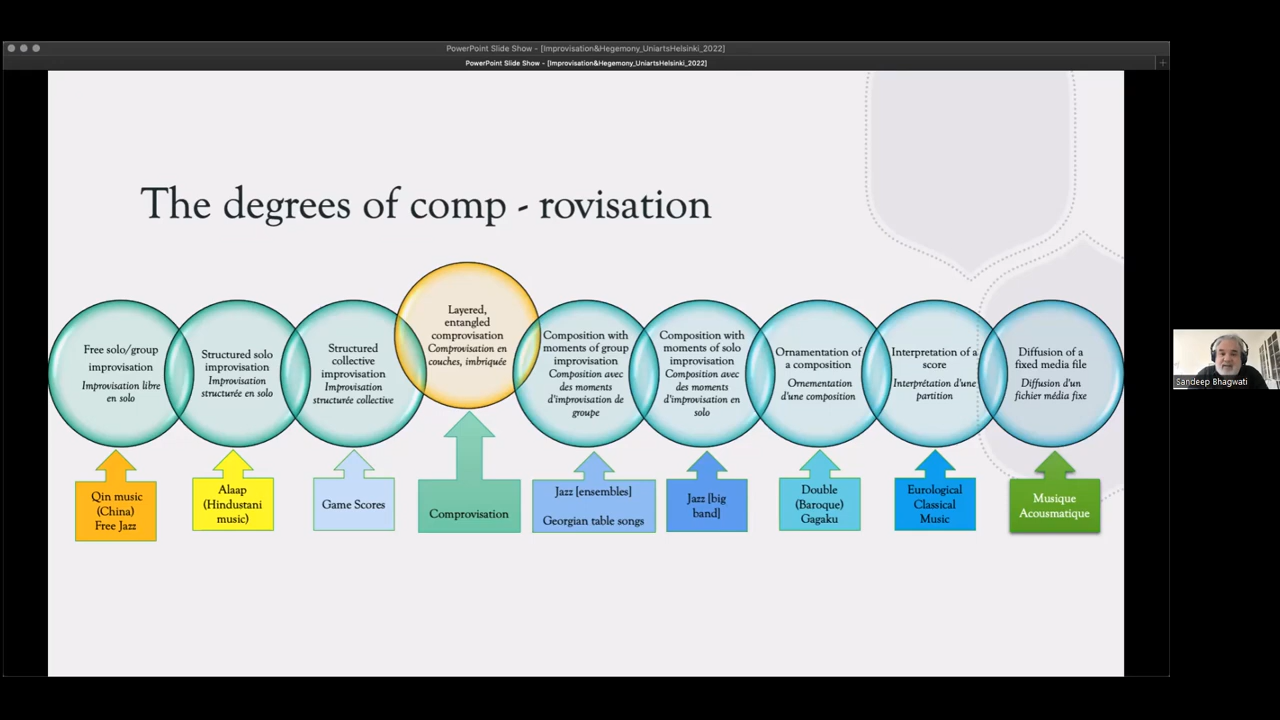 PowerPoint Slide Show - [Improvisation&Hegemony_UniartsHelsinki_2022]
PowerPoint Slide Show - [Improvisation&Hegemony_UniartsHelsinki_2022]
The degrees of comp - rovisation
Free solo/group
improvisation
Improvisation libre
en solo
Structured solo
improvisation
Improvisation
structurée en solo
Structured
collective
improvisation
Improvisation
structurée collective
Layered,
entangled
comprovisation
Comprovisation en
couches, imbriquée
Composition with
moments of group
improvisation
Composition avec
des moments
d'improvisation de
groupe
Composition with
moments of solo
improvisation
Composition avec
des moments
d'improvisation en
solo
Ornamentation of
a composition
Ornementation
d'une composition
Interpretation of a
score
Interprétation d'une
partition
Diffusion of a
fixed media file
Diffusion d'un
fichier média fixe
Qin music
(China)
Free Jazz
Alaap
(Hindustani
music)
Game Scores
Comprovisation
Jazz [ensembles]
Georgian table songs
Jazz [big
band]
Double
(Baroque)
Gagaku
Eurological
Classical
Music
Musique
Acousmatique
Sandeep Bhagwati